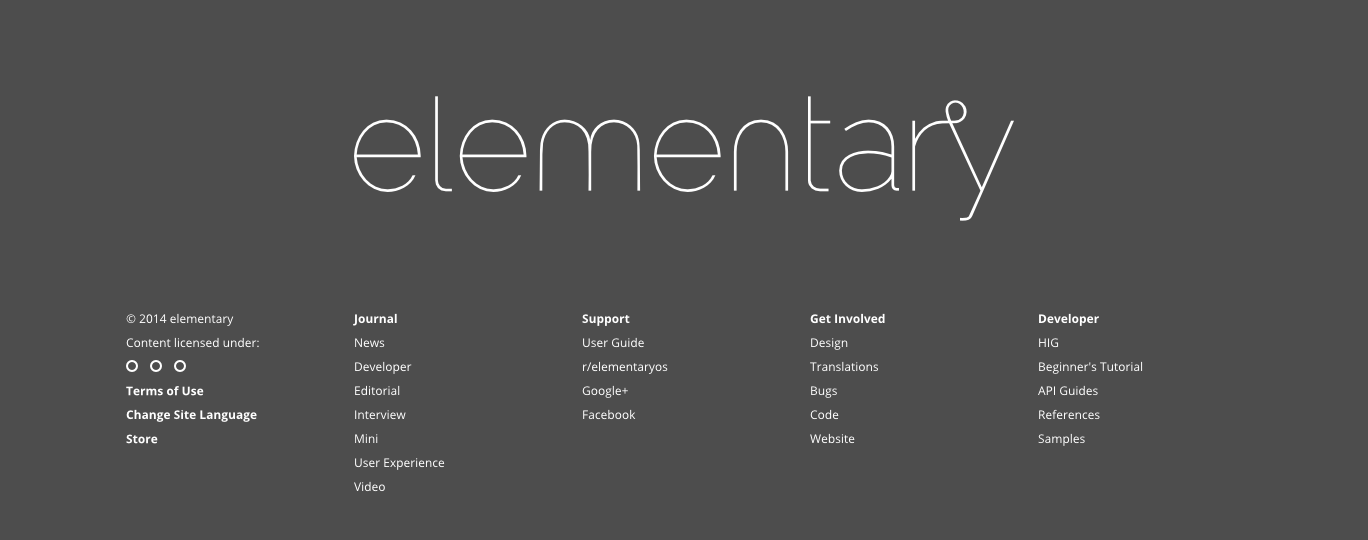 elementary
© 2014 elementary
Content licensed under:
Terms of Use
Change Site Language
Store
Journal
News
Developer
Editorial
Interview
Mini
User Experience
Video
Support
User Guide
r/elementaryos
Google+
Facebook
Get Involved
Design
Translations
Bugs
Code
Website
Developer
HIG
Beginner's Tutorial
API Guides
References
Samples